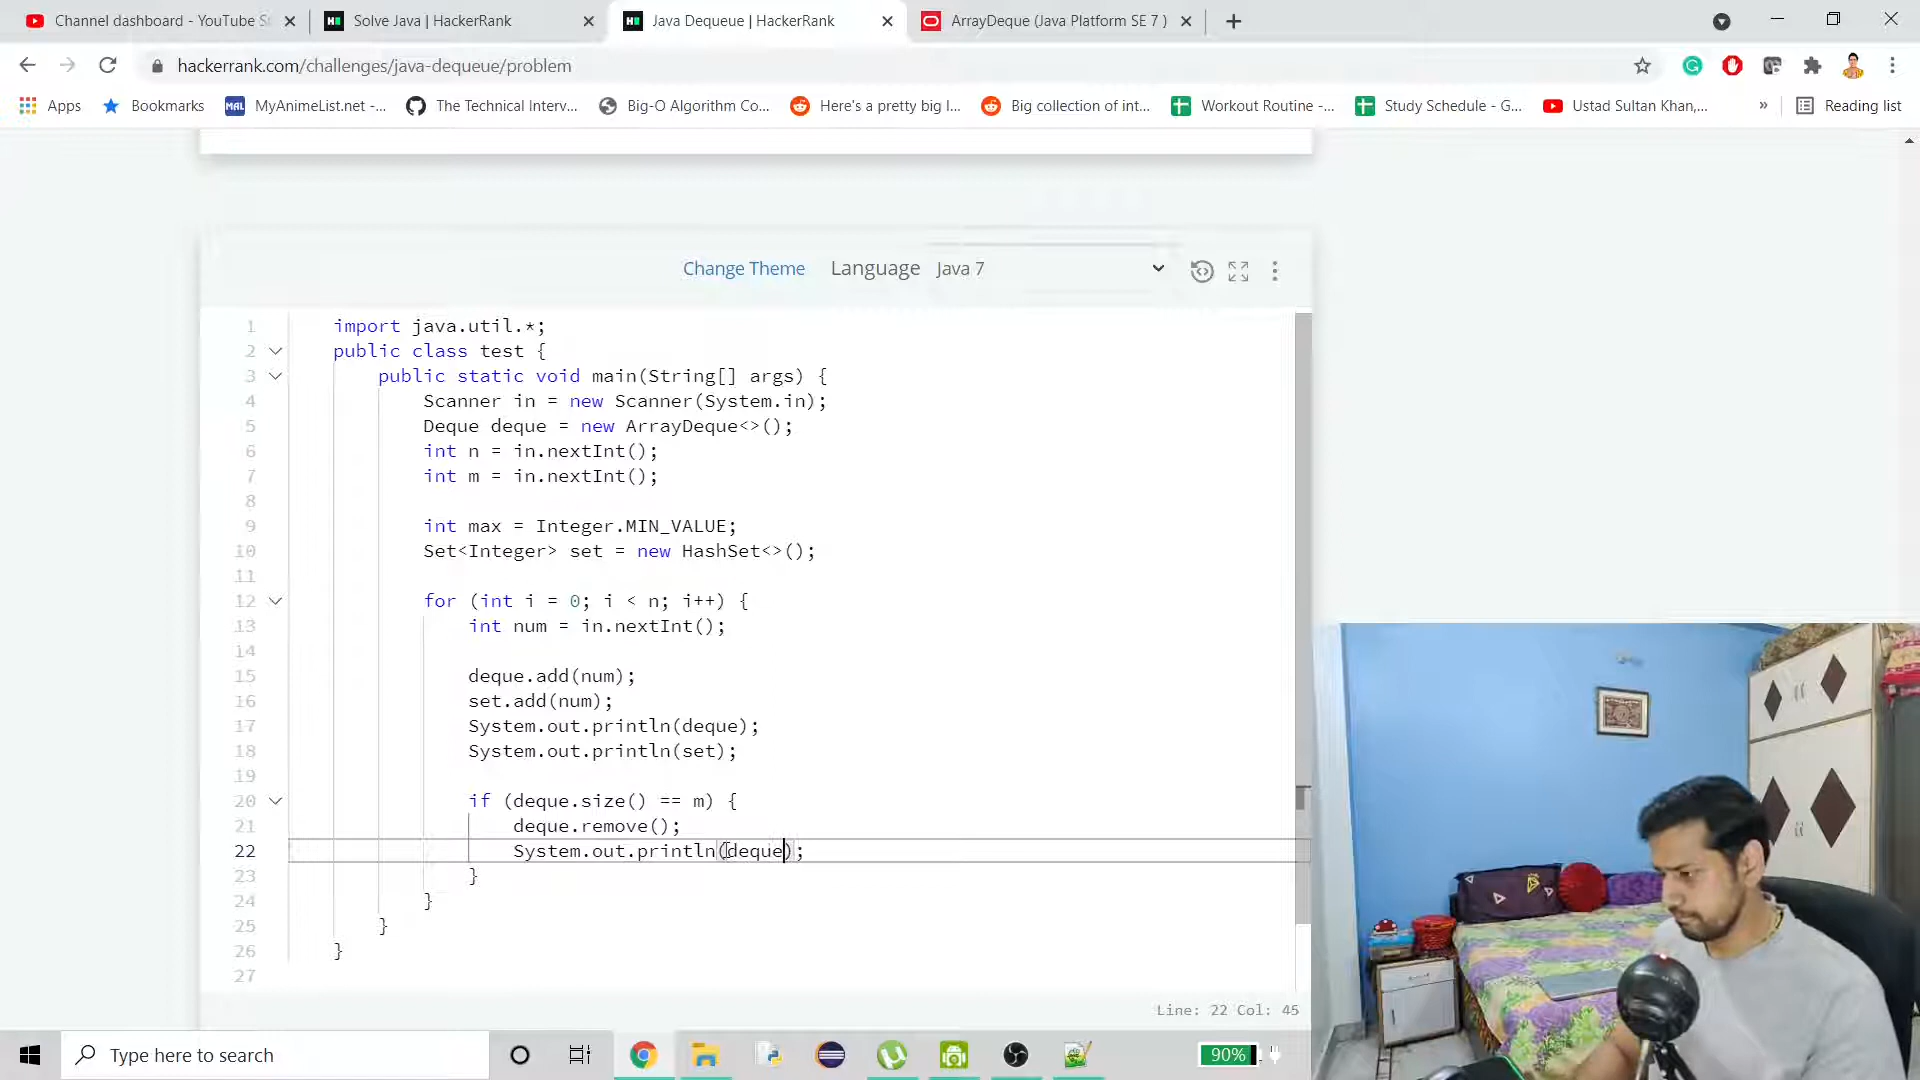 Channel dashboard - YouTube S
Solve Java | HackerRank
Java Dequeue | HackerRank
ArrayDeque (Java Platform SE 7 )
hackerrank.com/challenges/java-dequeue/problem
Apps
Bookmarks
MAL
MyAnimeList.net -...
The Technical Interv...
Big-O Algorithm Co...
Here's a pretty big l...
Big collection of int...
Workout Routine -...
Study Schedule - G...
Ustad Sultan Khan,...
»
Reading list
Change Theme
Language
Java 7
1 import java.util.*;
2 public class test {
3 public static void main(String[] args) {
4 Scanner in = new Scanner(System.in);
5 Deque deque = new ArrayDeque<>();
6 int n = in.nextInt();
7 int m = in.nextInt();
8
9 int max = Integer.MIN_VALUE;
10 Set<Integer> set = new HashSet<>();
11
12 for (int i = 0; i < n; i++) {
13 int num = in.nextInt();
14
15 deque.add(num);
16 set.add(num);
17 System.out.println(deque);
18 System.out.println(set);
19
20 if (deque.size() == m) {
21 deque.remove();
22 System.out.println(deque);
23 }
24 }
25 }
26 }
27
Line: 22 Col: 45
Type here to search
90%